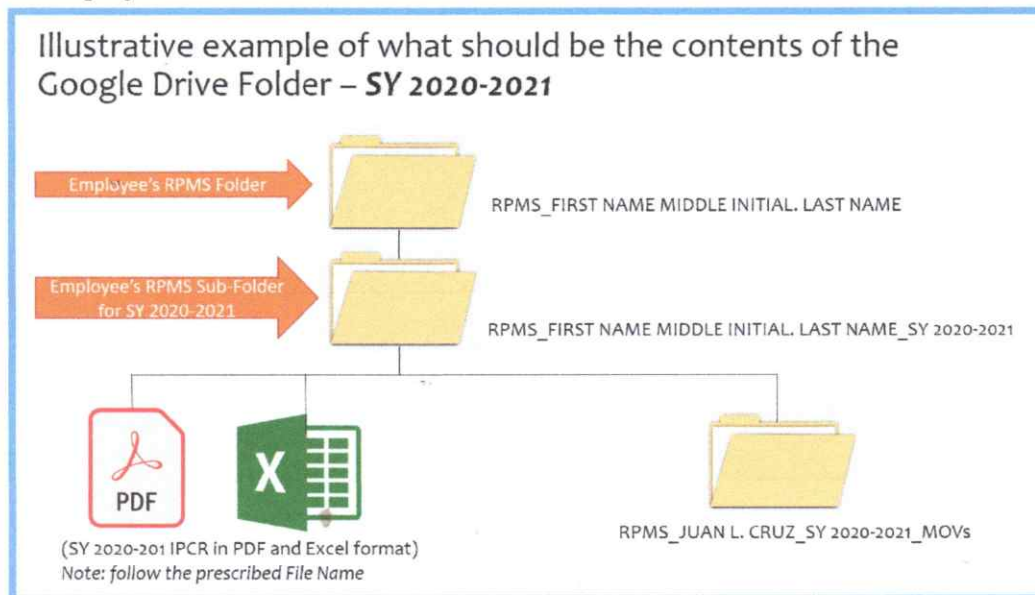 Illustrative example of what should be the contents of the
Google Drive Folder – SY 2020-2021
Employee's RPMS Folder
RPMS_FIRST NAME MIDDLE INITIAL. LAST NAME
Employee's RPMS Sub-Folder
for SY 2020-2021
RPMS_FIRST NAME MIDDLE INITIAL. LAST NAME_SY 2020-2021
PDF
X
RPMS_JUAN L. CRUZ_SY 2020-2021_MOVs
(SY 2020-201 IPCR in PDF and Excel format)
Note: follow the prescribed File Name